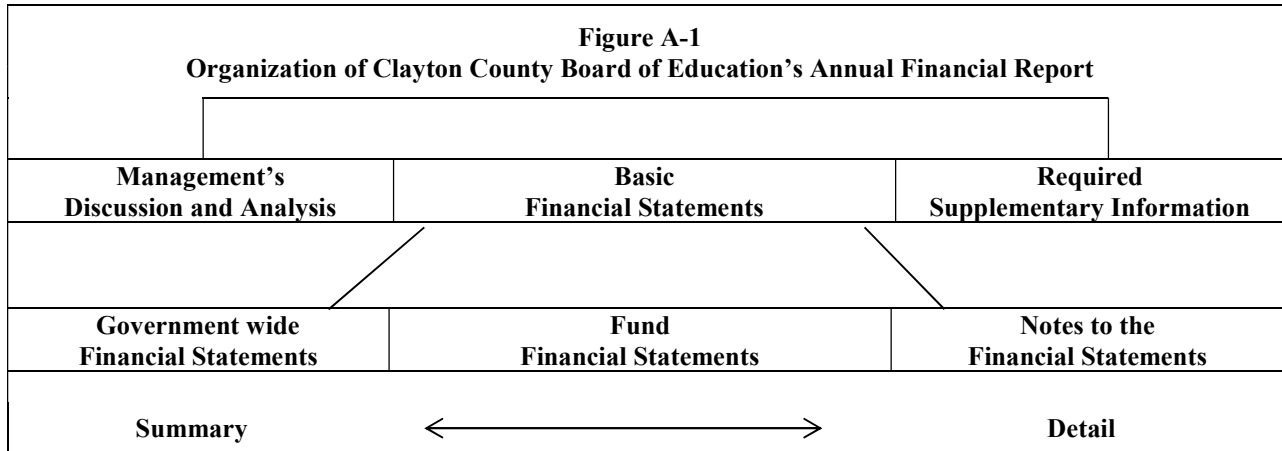 Figure A-1
Organization of Clayton County Board of Education’s Annual Financial Report
Management’s
Discussion and Analysis
Basic
Financial Statements
Required
Supplementary Information
Government wide
Financial Statements
Fund
Financial Statements
Notes to the
Financial Statements
Summary
Detail